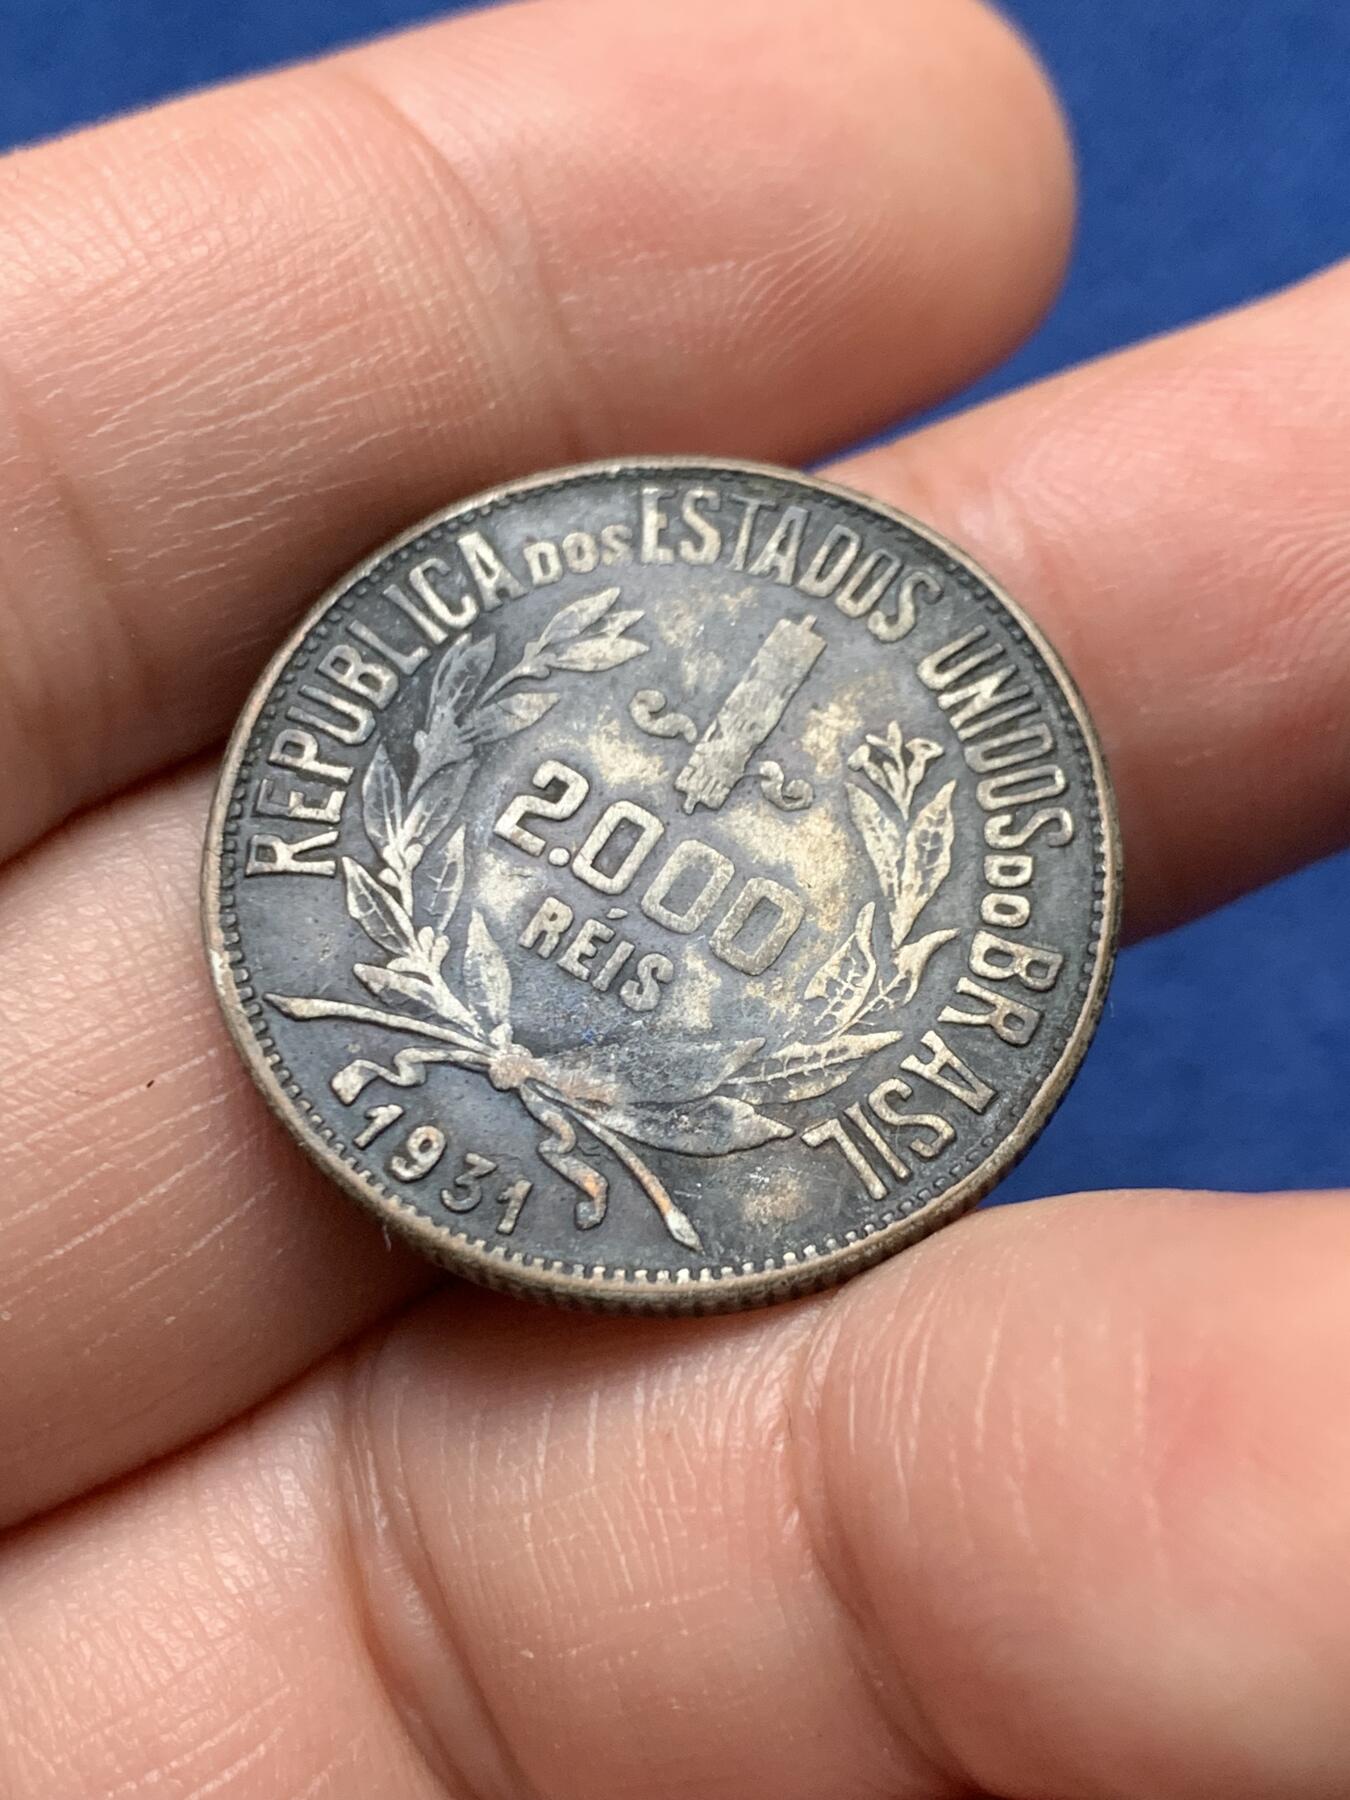 REPUBLICA DOS ESTADOS UNIDOS DO BRASIL
2.000
RÉIS
1931